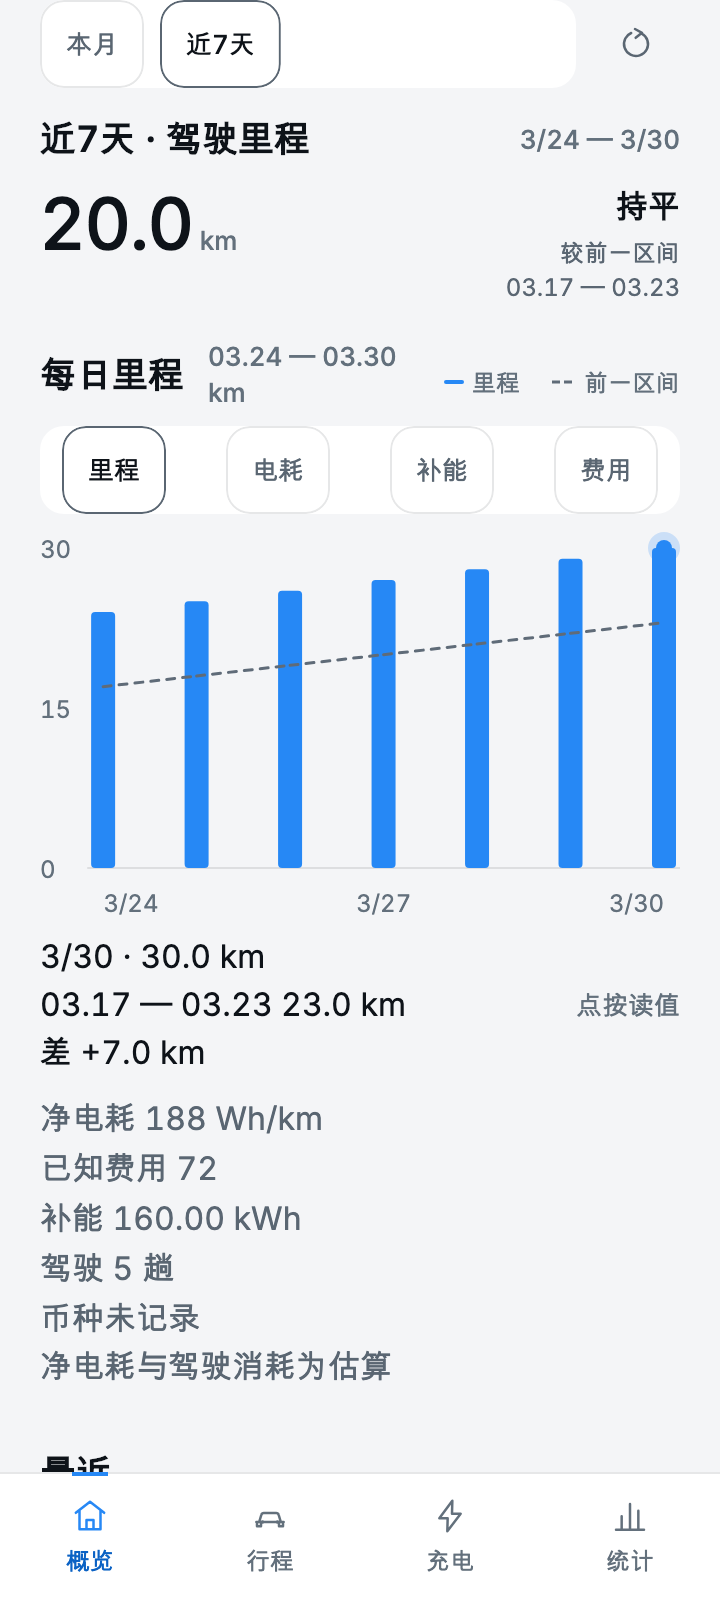 本月
近7天
近7天 · 驾驶里程
3/24 — 3/30
20.0 km
持平
较前一区间
03.17 — 03.23
每日里程
03.24 — 03.30
km
里程
前一区间
里程
电耗
补能
费用
30
15
0
3/24
3/27
3/30
3/30 · 30.0 km
03.17 — 03.23 23.0 km
差 +7.0 km
点按读值
净电耗 188 Wh/km
已知费用 72
补能 160.00 kWh
驾驶 5 趟
币种未记录
净电耗与驾驶消耗为估算
最近
概览
行程
充电
统计